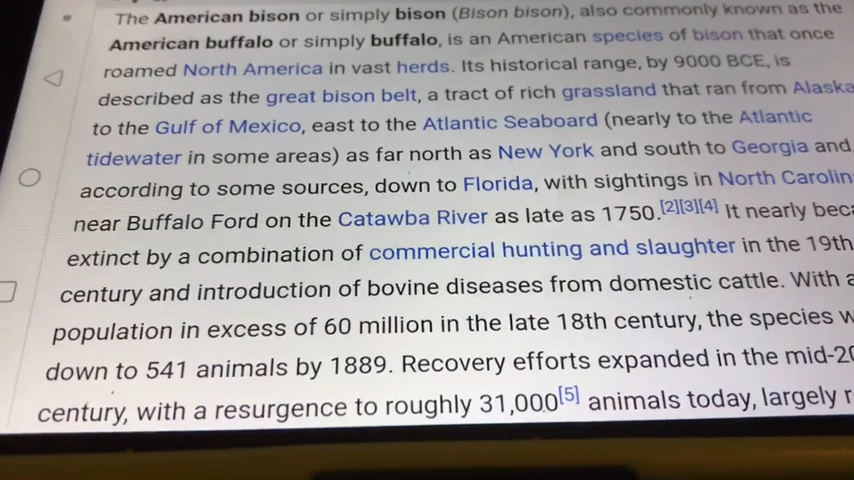 The American bison or simply bison (Bison bison), also commonly known as the
American buffalo or simply buffalo, is an American species of bison that once
roamed North America in vast herds. Its historical range, by 9000 BCE, is
described as the great bison belt, a tract of rich grassland that ran from Alaska
to the Gulf of Mexico, east to the Atlantic Seaboard (nearly to the Atlantic
tidewater in some areas) as far north as New York and south to Georgia and,
according to some sources, down to Florida, with sightings in North Carolin
near Buffalo Ford on the Catawba River as late as 1750.[2][3][4] It nearly beca
extinct by a combination of commercial hunting and slaughter in the 19th
century and introduction of bovine diseases from domestic cattle. With a
population in excess of 60 million in the late 18th century, the species w
down to 541 animals by 1889. Recovery efforts expanded in the mid-20
century, with a resurgence to roughly 31,000[5] animals today, largely r